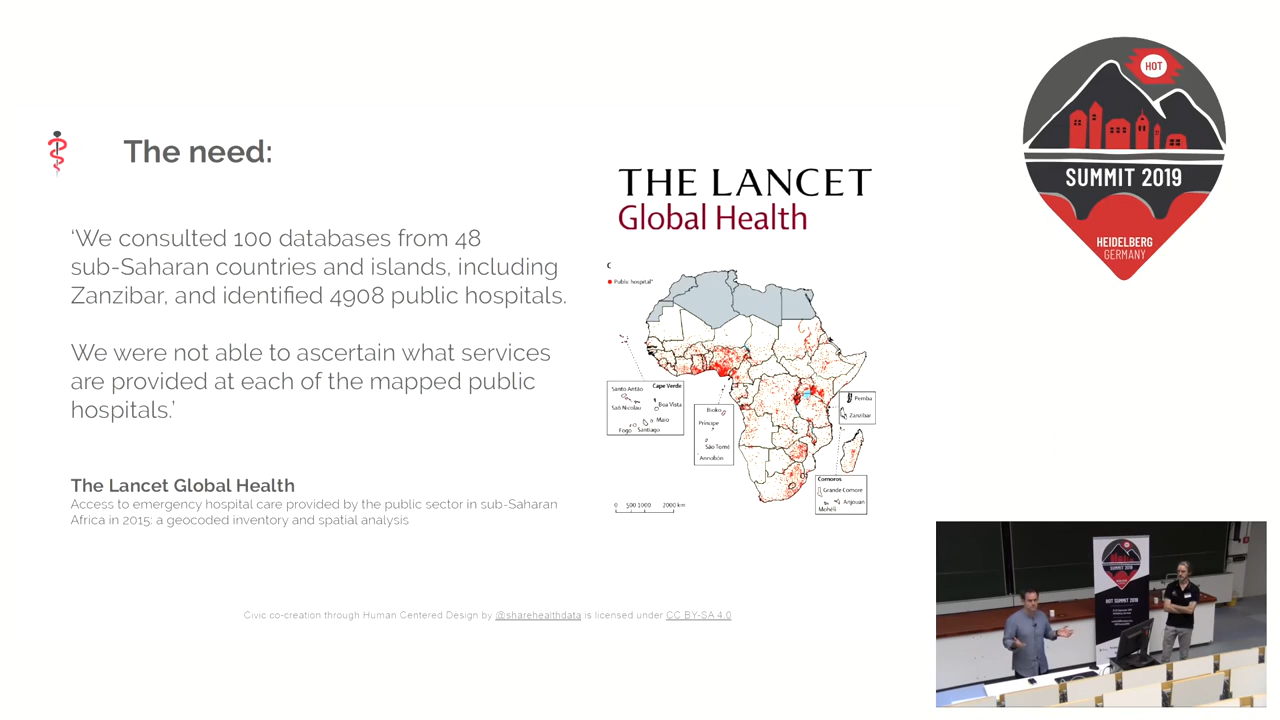 The need:
‘We consulted 100 databases from 48
sub-Saharan countries and islands, including
Zanzibar, and identified 4908 public hospitals.
We were not able to ascertain what services
are provided at each of the mapped public
hospitals.’
The Lancet Global Health
Access to emergency hospital care provided by the public sector in sub-Saharan
Africa in 2015: a geocoded inventory and spatial analysis
THE LANCET
Global Health
C
Public hospital*
Santo Antão
Cape Verde
São Nicolau
Boa Vista
Maio
Fogo
Santiago
Bioko
Príncipe
São Tomé
Annobón
Pemba
Zanzibar
Comoros
Grande Comore
Anjouan
Mohéli
0 500 1000 2000 km
Civic co-creation through Human Centered Design by @sharehealthdata is licensed under CC BY-SA 4.0
HOT
SUMMIT 2019
HEIDELBERG
GERMANY
SUMMIT 2019
HOT SUMMIT 2019